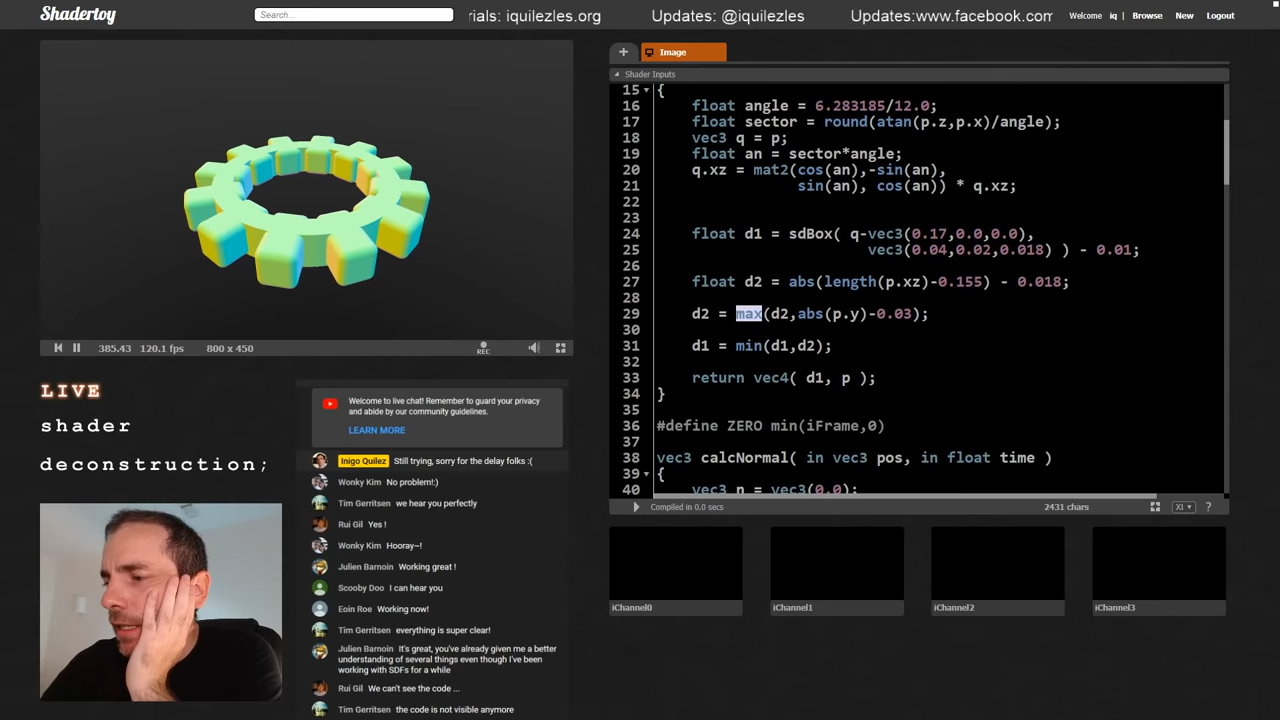 Shadertoy
Search...
rials: iquilezles.org
Updates: @iquilezles
Updates:www.facebook.com
Welcome iq | Browse New Logout
+ Image
Shader Inputs
15 {
16 float angle = 6.283185/12.0;
17 float sector = round(atan(p.z,p.x)/angle);
18 vec3 q = p;
19 float an = sector*angle;
20 q.xz = mat2(cos(an),-sin(an),
21 sin(an), cos(an)) * q.xz;
22
23
24 float d1 = sdBox( q-vec3(0.17,0.0,0.0),
25 vec3(0.04,0.02,0.018) ) - 0.01;
26
27 float d2 = abs(length(p.xz)-0.155) - 0.018;
28
29 d2 = max(d2,abs(p.y)-0.03);
30
31 d1 = min(d1,d2);
32
33 return vec4( d1, p );
34 }
35
36 #define ZERO min(iFrame,0)
37
38 vec3 calcNormal( in vec3 pos, in float time )
39 {
40 vec3 n = vec3(0.0);
385.43 120.1 fps 800 x 450
REC
Compiled in 0.0 secs
2431 chars
?
iChannel0
iChannel1
iChannel2
iChannel3
LIVE
shader
deconstruction;
Welcome to live chat! Remember to guard your privacy
and abide by our community guidelines.
LEARN MORE
Inigo Quilez Still trying, sorry for the delay folks :(
Wonky Kim No problem!:)
Tim Gerritsen we hear you perfectly
Rui Gil Yes !
Wonky Kim Hooray~!
Julien Barnoin Working great !
Scooby Doo I can hear you
Eoin Roe Working now!
Tim Gerritsen everything is super clear!
Julien Barnoin It's great, you've already given me a better
understanding of several things even though I've been
working with SDFs for a while
Rui Gil We can't see the code ...
Tim Gerritsen the code is not visible anymore